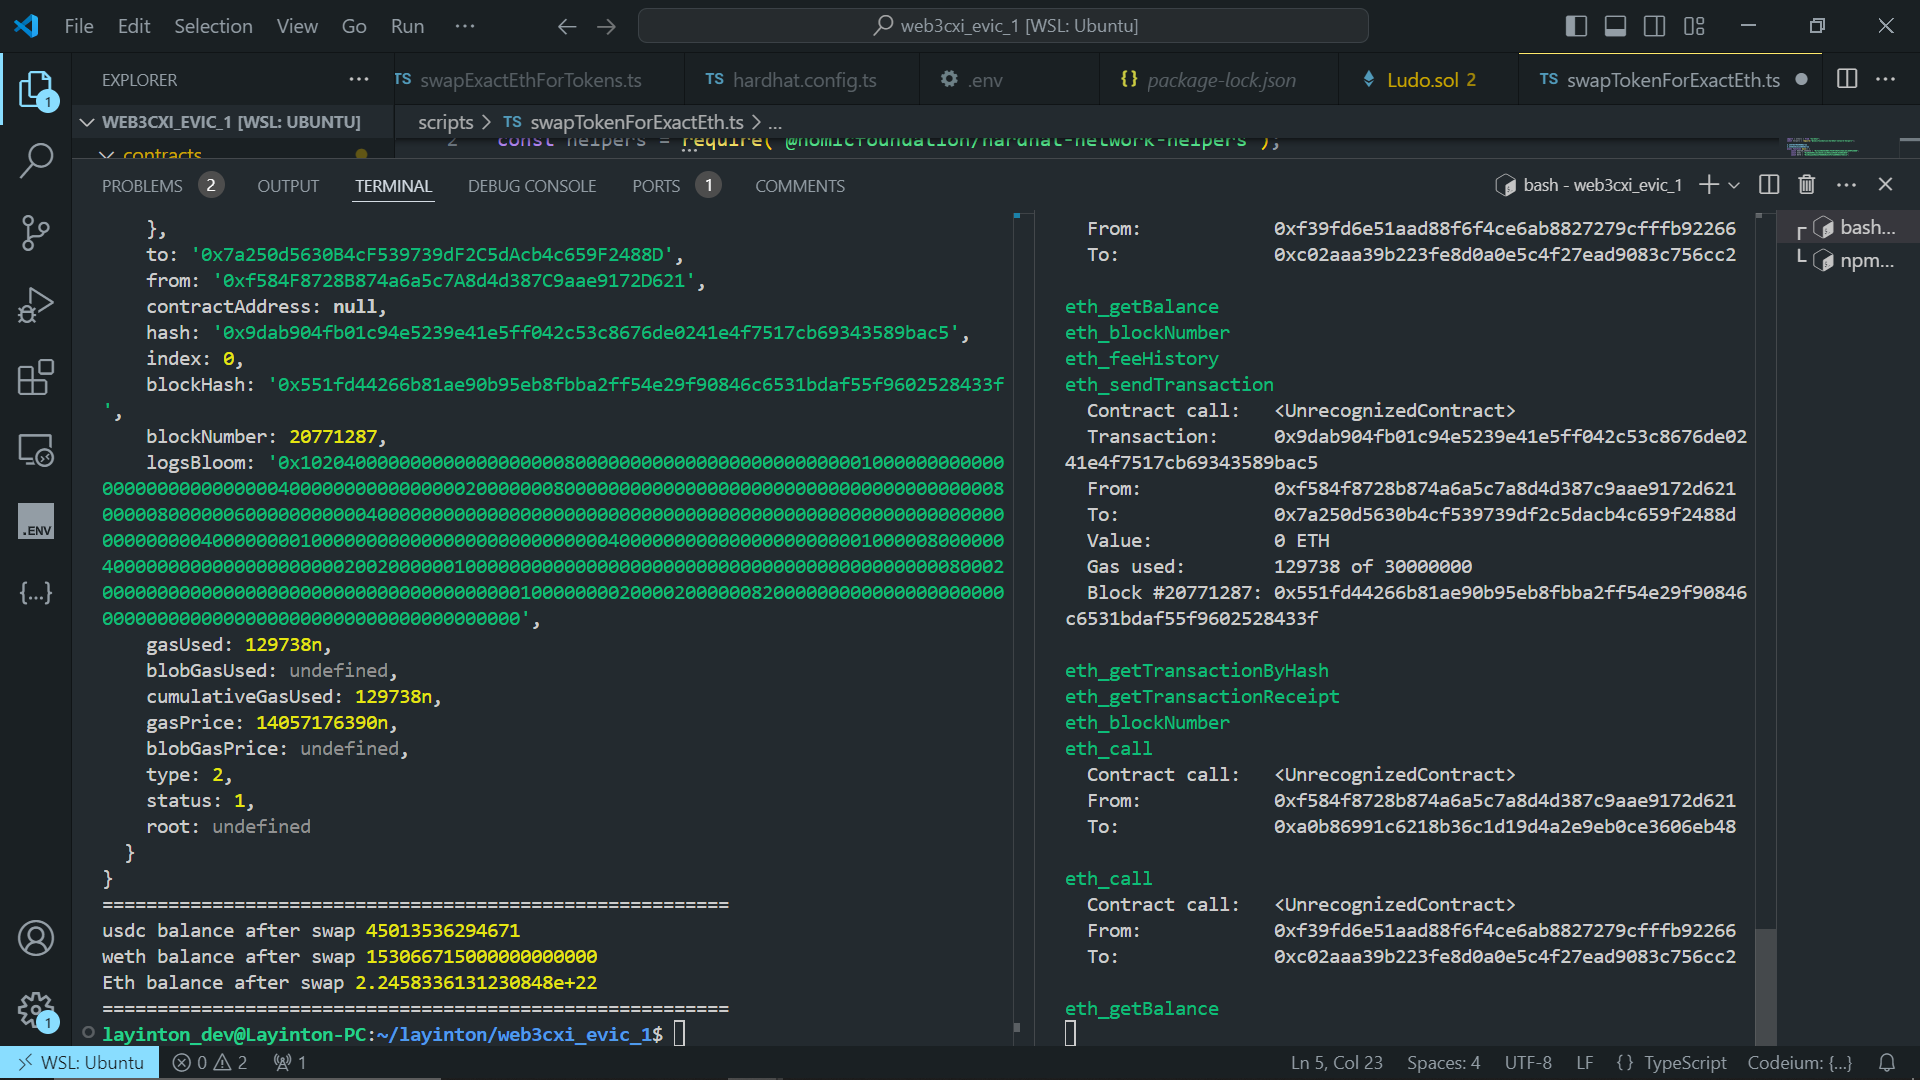 File Edit Selection View Go Run ··· web3cxi_evic_1 [WSL: Ubuntu]
EXPLORER ···
TS swapExactEthForTokens.ts TS hardhat.config.ts .env {} package-lock.json Ludo.sol 2 TS swapTokenForExactEth.ts
WEB3CXI_EVIC_1 [WSL: UBUNTU]
contracts
scripts > TS swapTokenForExactEth.ts > ...
2 const helpers = require("@nomicfoundation/hardhat-network-helpers");
PROBLEMS 2 OUTPUT TERMINAL DEBUG CONSOLE PORTS 1 COMMENTS bash - web3cxi_evic_1
},
to: '0x7a250d5630B4cF539739dF2C5dAcb4c659F2488D',
from: '0xf584F8728B874a6a5c7A8d4d387C9aae9172D621',
contractAddress: null,
hash: '0x9dab904fb01c94e5239e41e5ff042c53c8676de0241e4f7517cb69343589bac5',
index: 0,
blockHash: '0x551fd44266b81ae90b95eb8fbba2ff54e29f90846c6531bdaf55f9602528433f
',
blockNumber: 20771287,
logsBloom:
gasUsed: 129738n,
blobGasUsed: undefined,
cumulativeGasUsed: 129738n,
gasPrice: 14057176390n,
blobGasPrice: undefined,
type: 2,
status: 1,
root: undefined
}
}
=========================================================
usdc balance after swap 45013536294671
weth balance after swap 153066715000000000000
Eth balance after swap 2.2458336131230848e+22
=========================================================
layinton_dev@Layinton-PC:~/layinton/web3cxi_evic_1$
From: 0xf39fd6e51aad88f6f4ce6ab8827279cfffb92266
To: 0xc02aaa39b223fe8d0a0e5c4f27ead9083c756cc2
eth_getBalance
eth_blockNumber
eth_feeHistory
eth_sendTransaction
Contract call: <UnrecognizedContract>
Transaction: 0x9dab904fb01c94e5239e41e5ff042c53c8676de02
41e4f7517cb69343589bac5
From: 0xf584f8728b874a6a5c7a8d4d387c9aae9172d621
To: 0x7a250d5630b4cf539739df2c5dacb4c659f2488d
Value: 0 ETH
Gas used: 129738 of 30000000
Block #20771287: 0x551fd44266b81ae90b95eb8fbba2ff54e29f90846
c6531bdaf55f9602528433f
eth_getTransactionByHash
eth_getTransactionReceipt
eth_blockNumber
eth_call
Contract call: <UnrecognizedContract>
From: 0xf584f8728b874a6a5c7a8d4d387c9aae9172d621
To: 0xa0b86991c6218b36c1d19d4a2e9eb0ce3606eb48
eth_call
Contract call: <UnrecognizedContract>
From: 0xf39fd6e51aad88f6f4ce6ab8827279cfffb92266
To: 0xc02aaa39b223fe8d0a0e5c4f27ead9083c756cc2
eth_getBalance
bash...
npm...
1
.ENV
{...}
1
WSL: Ubuntu 0 2 1 Ln 5, Col 23 Spaces: 4 UTF-8 LF {} TypeScript Codeium: {...}